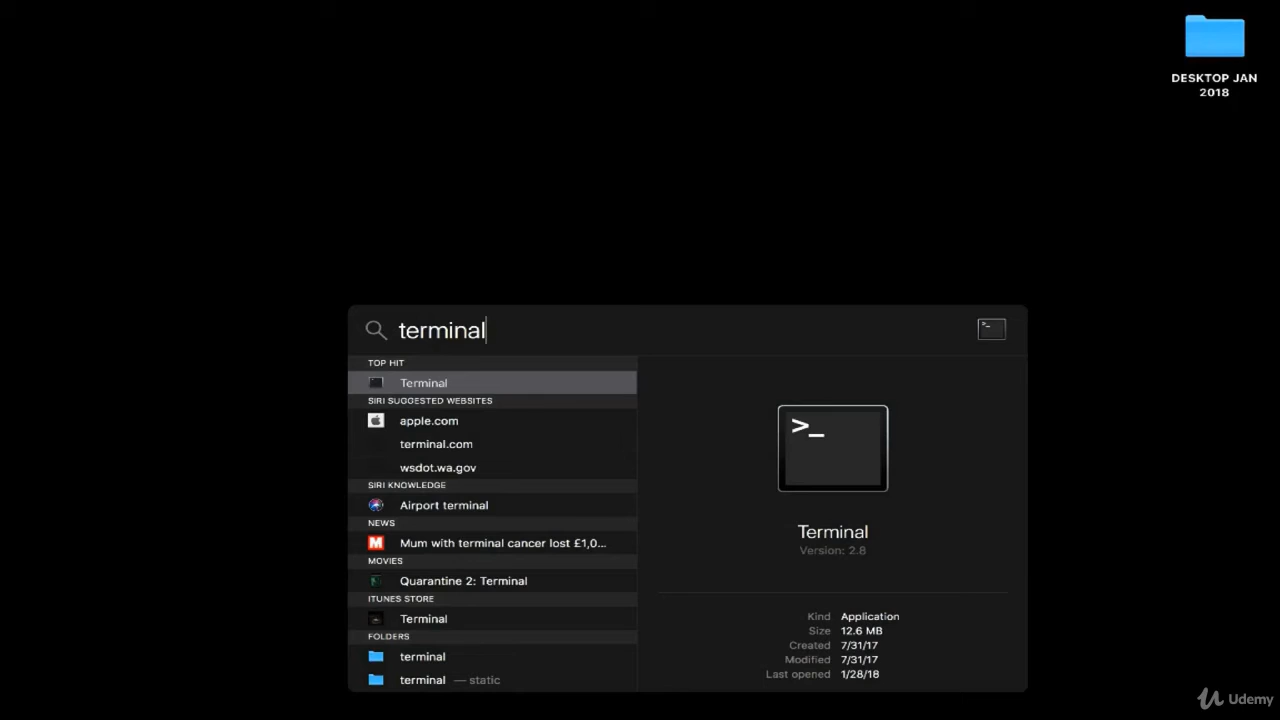 DESKTOP JAN
2018
terminal
TOP HIT
Terminal
SIRI SUGGESTED WEBSITES
apple.com
terminal.com
wsdot.wa.gov
SIRI KNOWLEDGE
Airport terminal
NEWS
Mum with terminal cancer lost £1,0...
MOVIES
Quarantine 2: Terminal
ITUNES STORE
Terminal
FOLDERS
terminal
terminal — static
>_
Terminal
Version: 2.8
Kind Application
Size 12.6 MB
Created 7/31/17
Modified 7/31/17
Last opened 1/28/18
Udemy